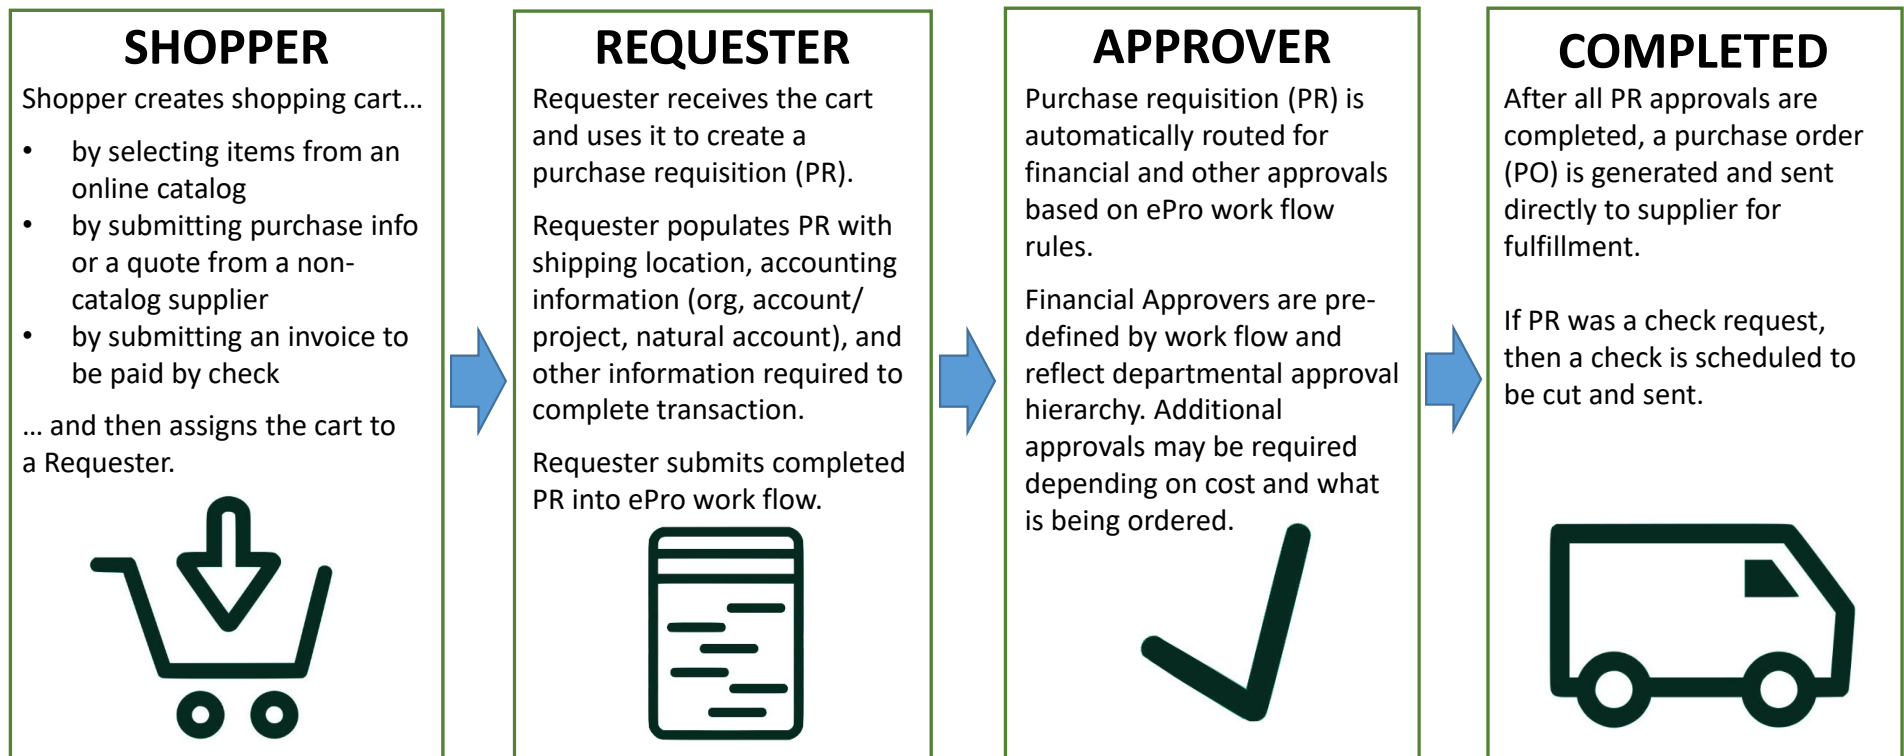 SHOPPER
Shopper creates shopping cart…
• by selecting items from an
online catalog
• by submitting purchase info
or a quote from a non-
catalog supplier
• by submitting an invoice to
be paid by check
… and then assigns the cart to
a Requester.
REQUESTER
Requester receives the cart
and uses it to create a
purchase requisition (PR).
Requester populates PR with
shipping location, accounting
information (org, account/
project, natural account), and
other information required to
complete transaction.
Requester submits completed
PR into ePro work flow.
APPROVER
Purchase requisition (PR) is
automatically routed for
financial and other approvals
based on ePro work flow
rules.
Financial Approvers are pre-
defined by work flow and
reflect departmental approval
hierarchy. Additional
approvals may be required
depending on cost and what
is being ordered.
COMPLETED
After all PR approvals are
completed, a purchase order
(PO) is generated and sent
directly to supplier for
fulfillment.
If PR was a check request,
then a check is scheduled to
be cut and sent.